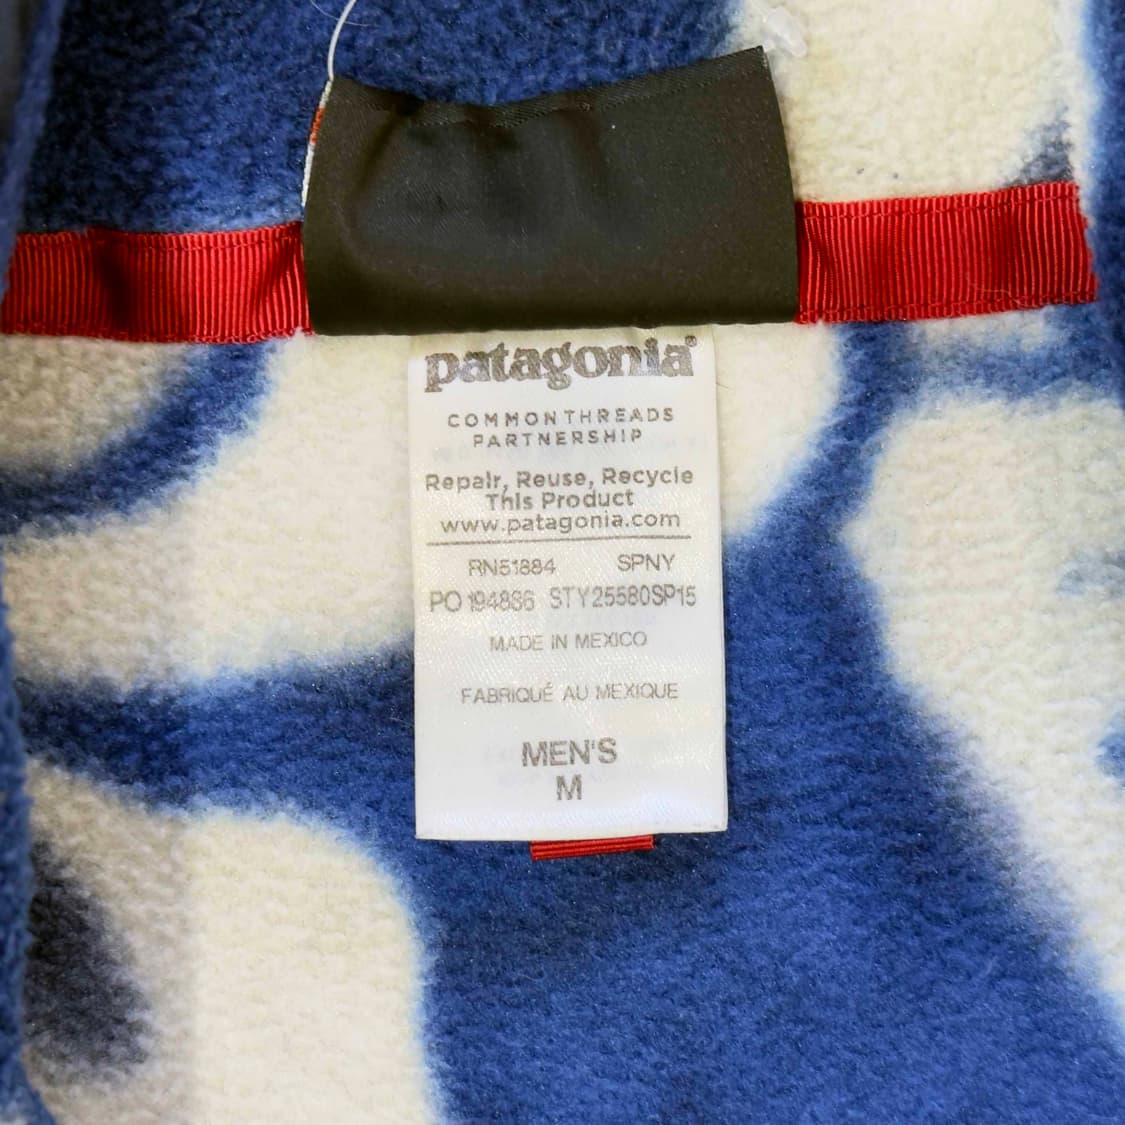 patagonia®
COMMONTHREADS
PARTNERSHIP
Repair, Reuse, Recycle
This Product
www.patagonia.com
RN51884 SPNY
PO 194886 STY25580SP15
MADE IN MEXICO
FABRIQUÉ AU MEXIQUE
MEN'S
M